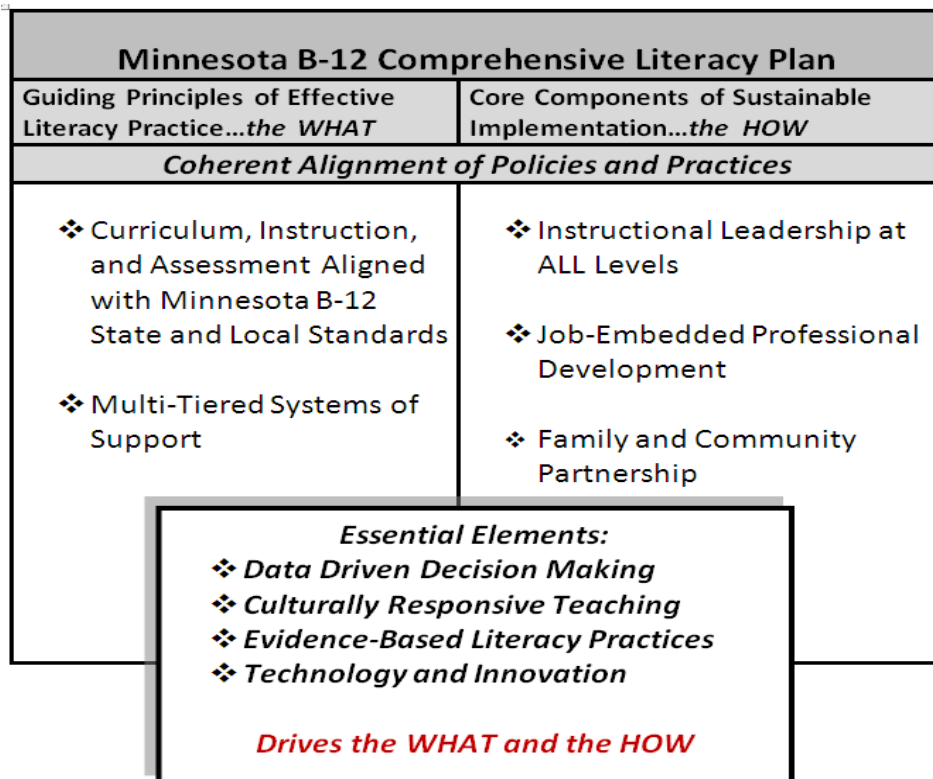 Minnesota B-12 Comprehensive Literacy Plan
Guiding Principles of Effective
Literacy Practice...the WHAT
Core Components of Sustainable
Implementation...the HOW
Coherent Alignment of Policies and Practices
❖ Curriculum, Instruction,
and Assessment Aligned
with Minnesota B-12
State and Local Standards
❖ Multi-Tiered Systems of
Support
❖ Instructional Leadership at
ALL Levels
❖ Job-Embedded Professional
Development
❖ Family and Community
Partnership
Essential Elements:
❖ Data Driven Decision Making
❖ Culturally Responsive Teaching
❖ Evidence-Based Literacy Practices
❖ Technology and Innovation
Drives the WHAT and the HOW